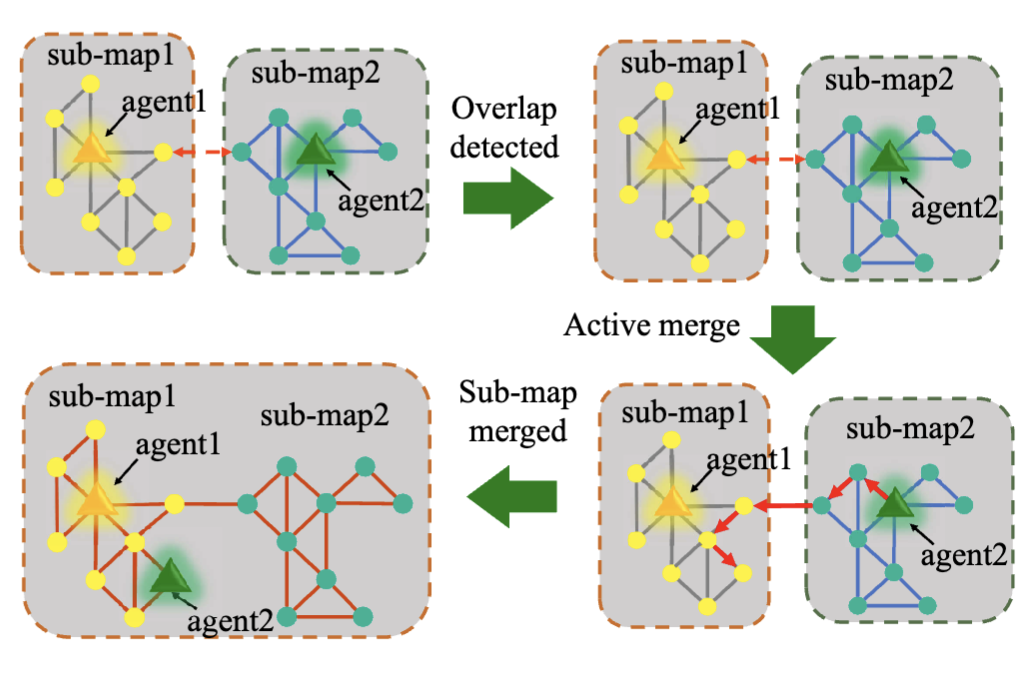 sub-map1
sub-map2
agent1
agent2
Overlap
detected
sub-map1
sub-map2
agent1
agent2
Active merge
sub-map1
sub-map2
agent1
agent2
Sub-map
merged
sub-map1
sub-map2
agent1
agent2